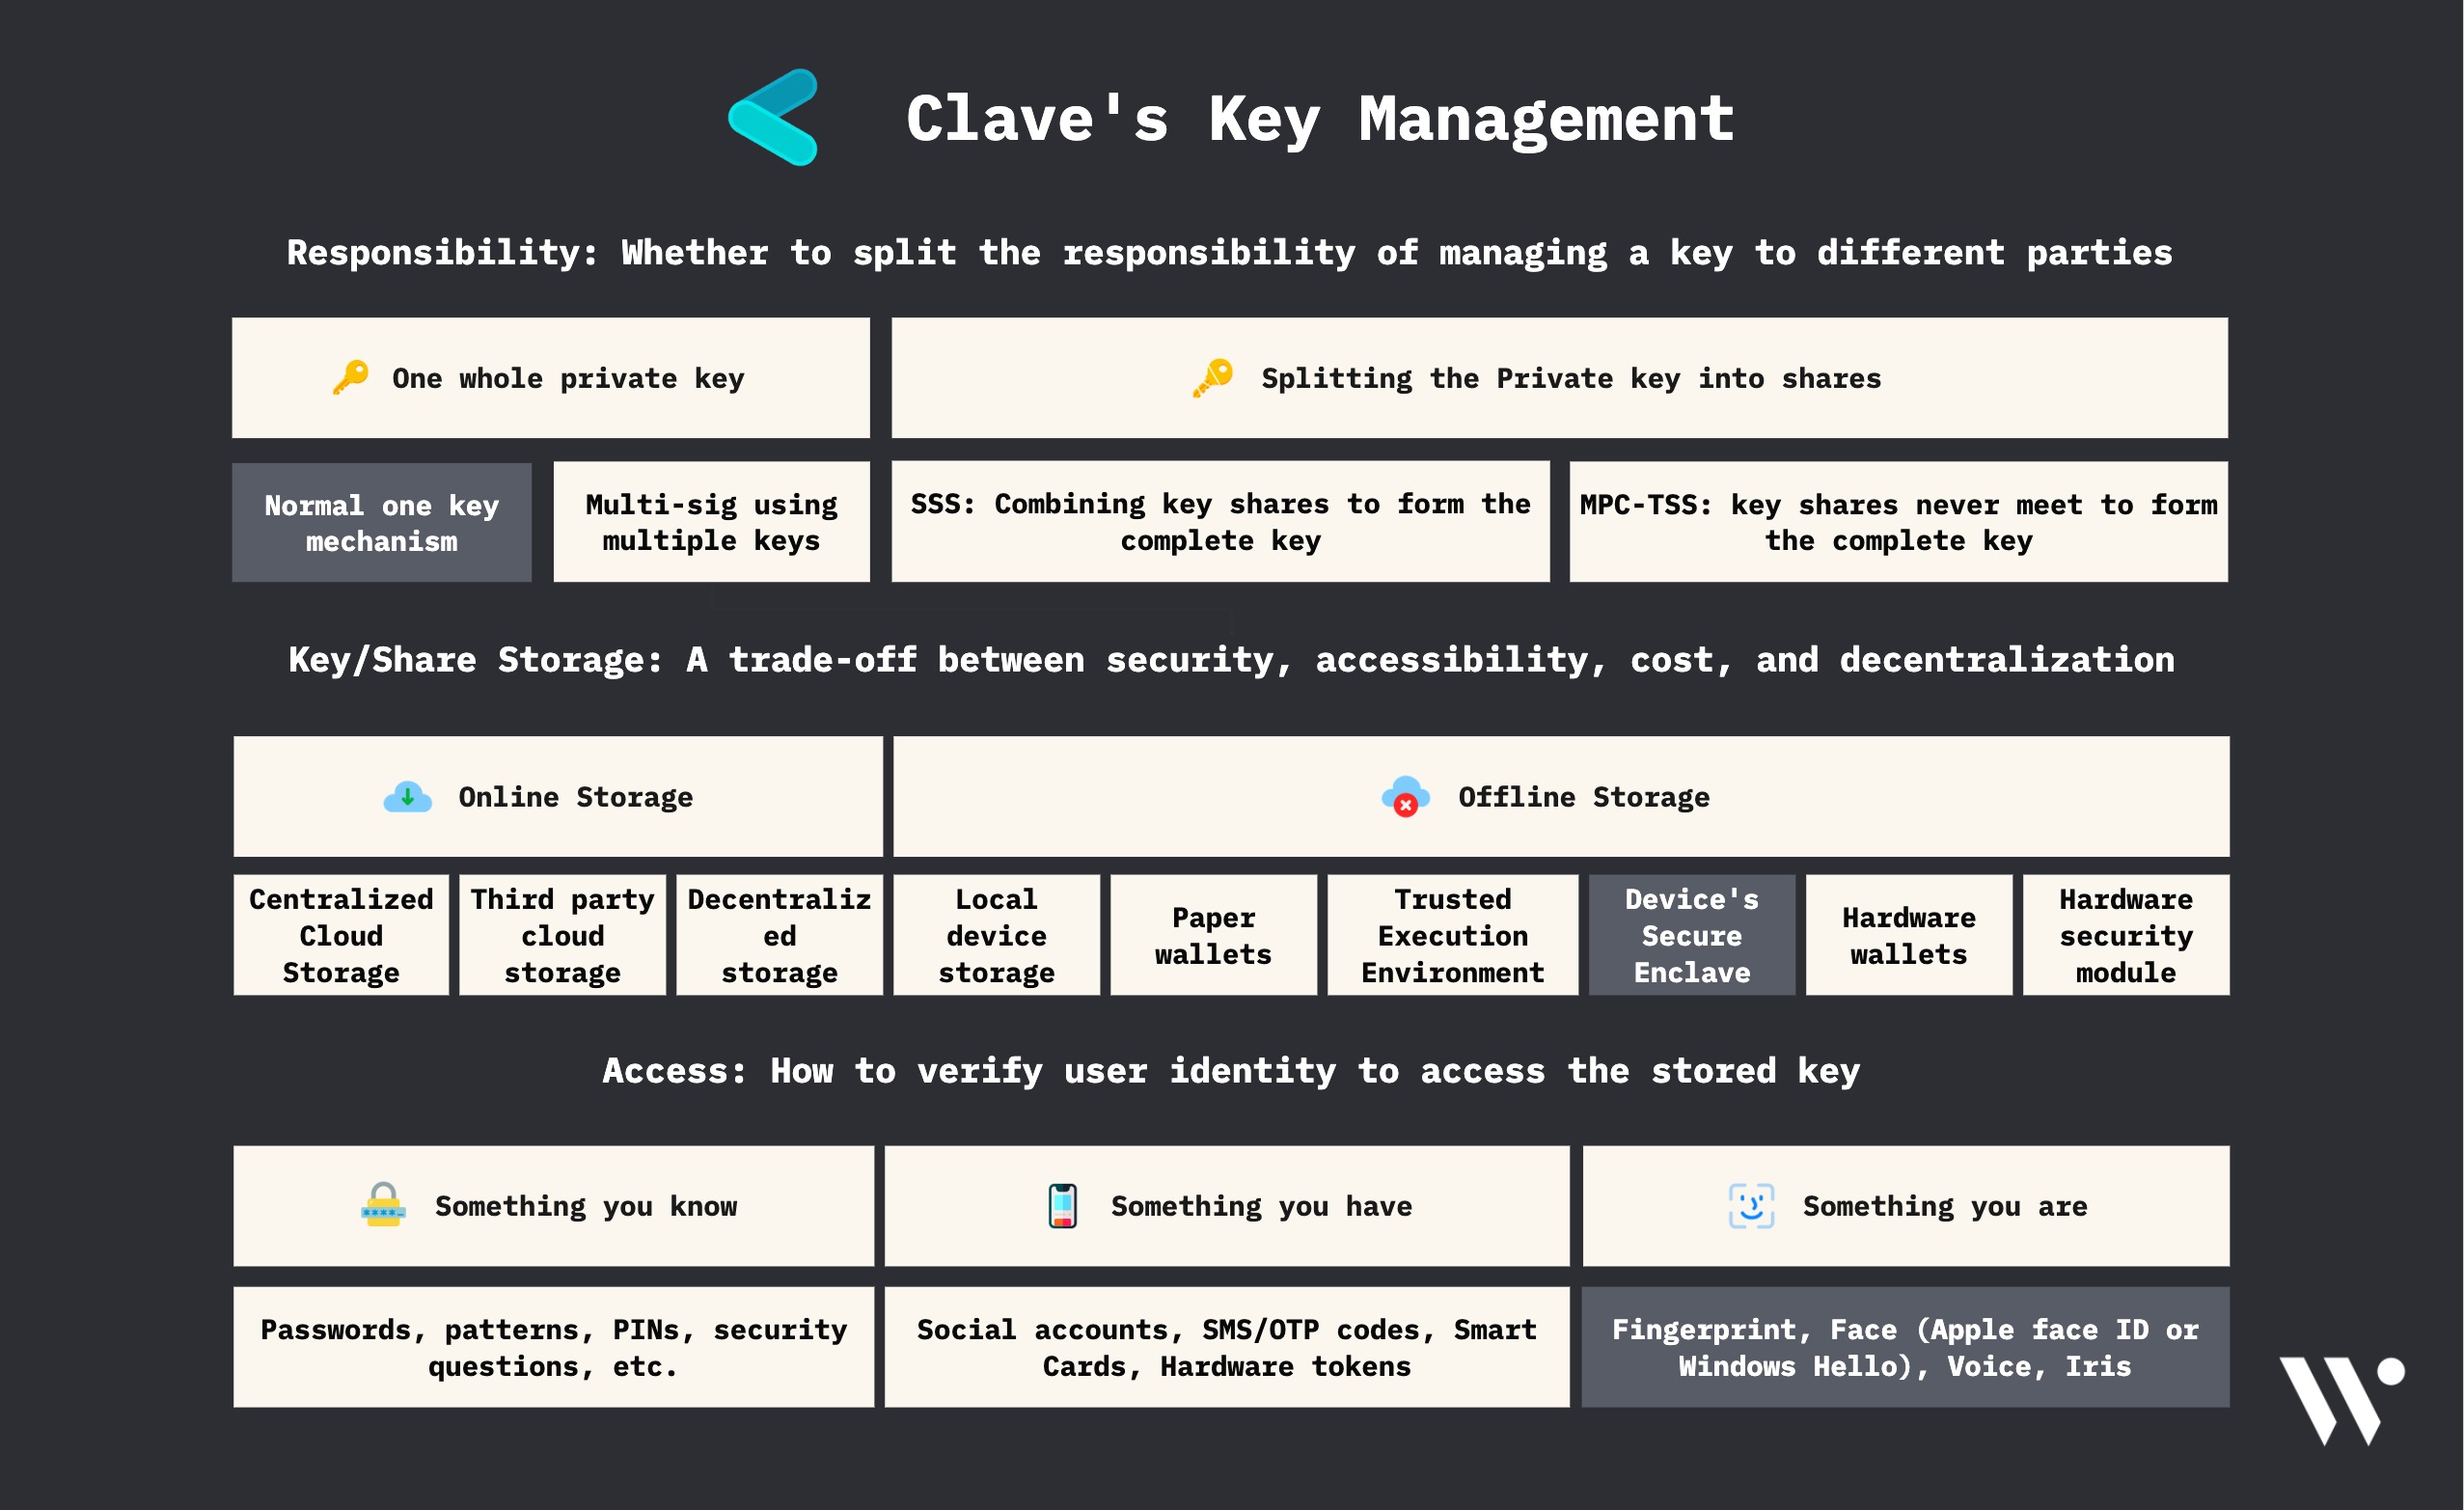 Clave's Key Management
Responsibility: Whether to split the responsibility of managing a key to different parties
One whole private key
Splitting the Private key into shares
Normal one key
mechanism
Multi-sig using
multiple keys
SSS: Combining key shares to form the
complete key
MPC-TSS: key shares never meet to form
the complete key
Key/Share Storage: A trade-off between security, accessibility, cost, and decentralization
Online Storage
Offline Storage
Centralized
Cloud
Storage
Third party
cloud
storage
Decentraliz
ed
storage
Local
device
storage
Paper
wallets
Trusted
Execution
Environment
Device's
Secure
Enclave
Hardware
wallets
Hardware
security
module
Access: How to verify user identity to access the stored key
****_
Something you know
Something you have
Something you are
Passwords, patterns, PINs, security
questions, etc.
Social accounts, SMS/OTP codes, Smart
Cards, Hardware tokens
Fingerprint, Face (Apple face ID or
Windows Hello), Voice, Iris